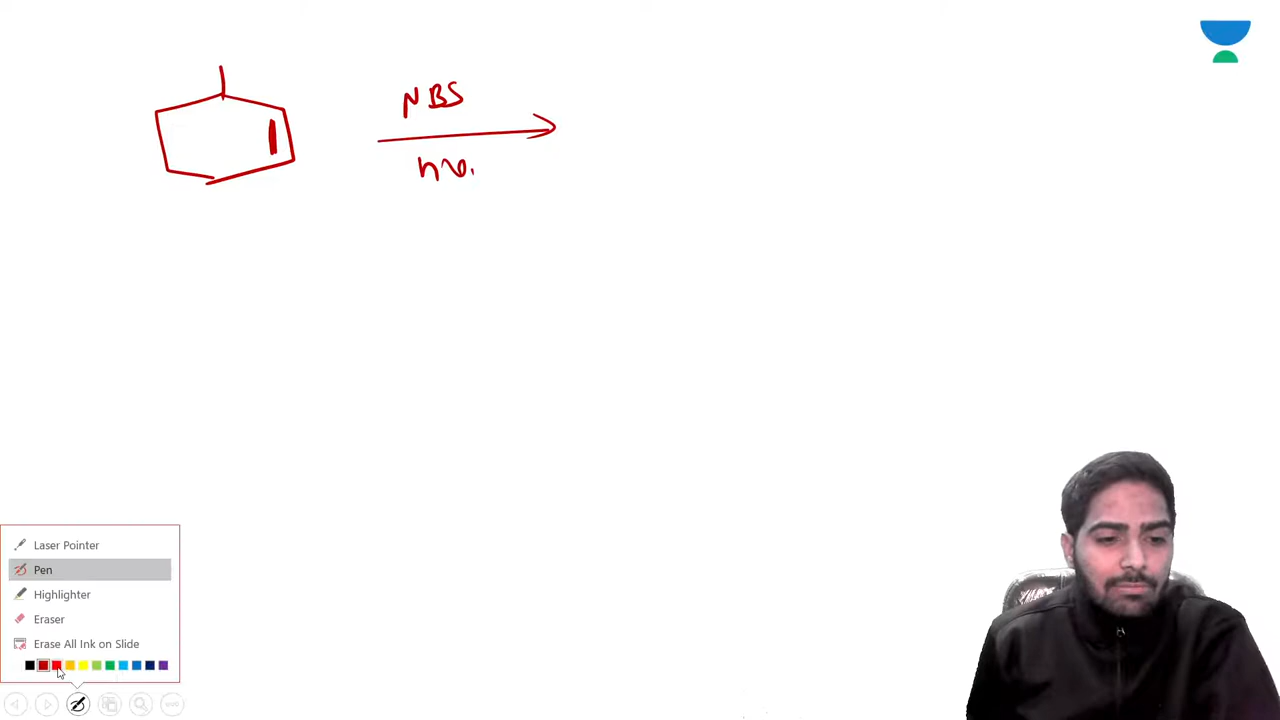 NBS
hν.
Laser Pointer
Pen
Highlighter
Eraser
Erase All Ink on Slide